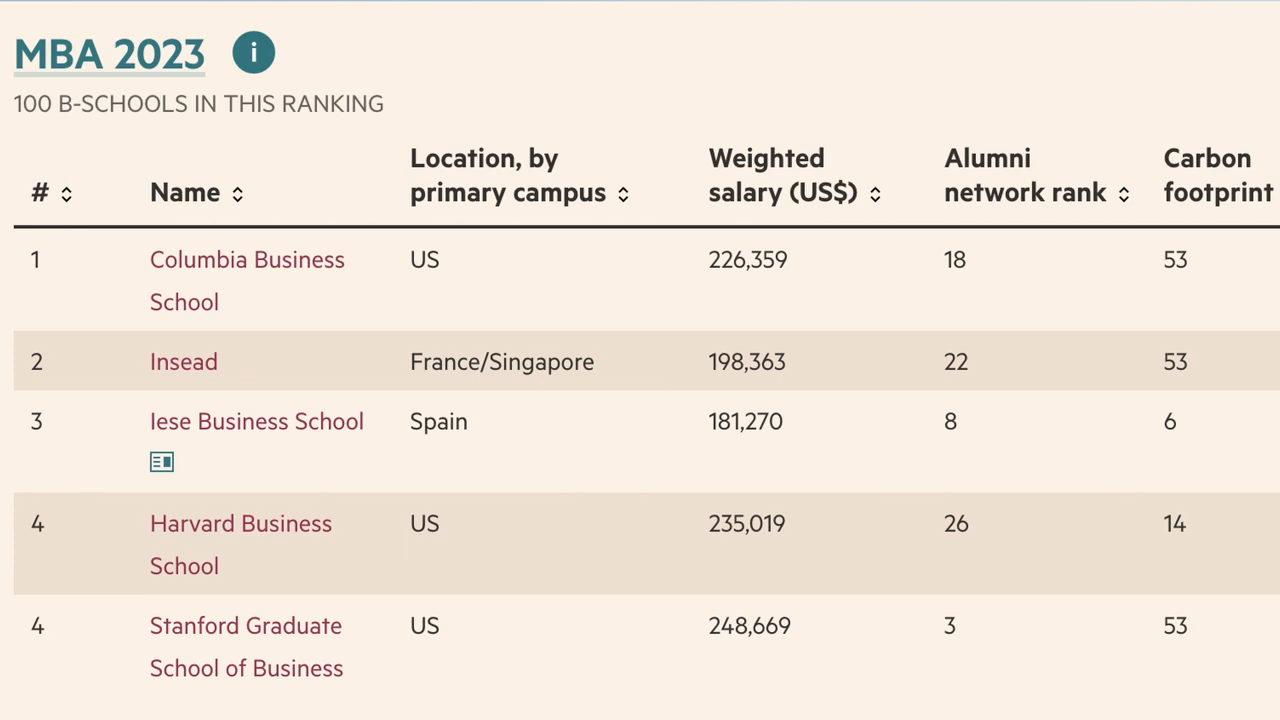 MBA 2023 i
100 B-SCHOOLS IN THIS RANKING
# Name Location, by primary campus Weighted salary (US$) Alumni network rank Carbon footprint
1 Columbia Business School US 226,359 18 53
2 Insead France/Singapore 198,363 22 53
3 Iese Business School Spain 181,270 8 6
4 Harvard Business School US 235,019 26 14
4 Stanford Graduate School of Business US 248,669 3 53